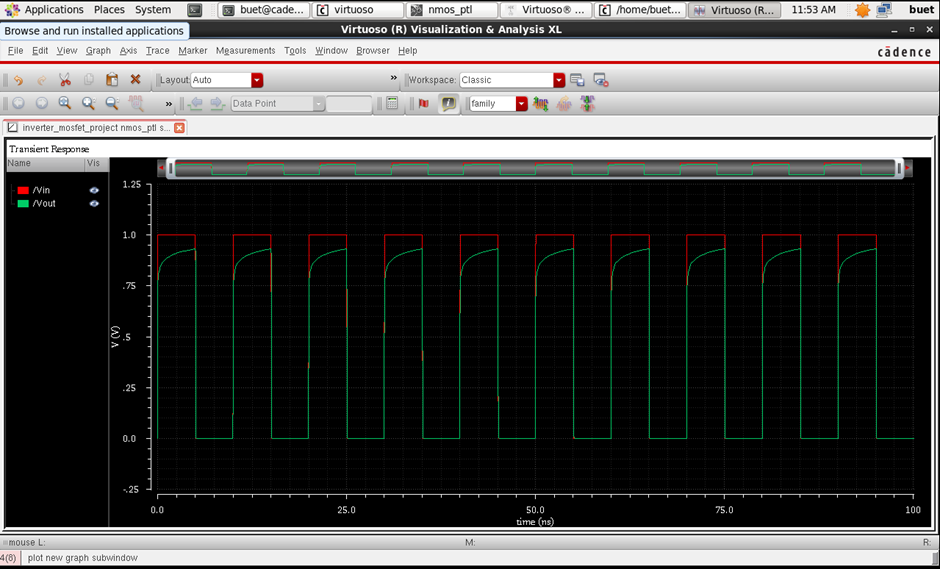 Applications Places System buet@cade... virtuoso nmos_ptl Virtuoso®... /home/buet... Virtuoso (R... 11:53 AM buet
Browse and run installed applications
Virtuoso (R) Visualization & Analysis XL
File Edit View Graph Axis Trace Marker Measurements Tools Window Browser Help
cādence
Layout Auto » Workspace: Classic
» Data Point family
inverter_mosfet_project nmos_ptl s...
Transient Response
Name Vis
/Vin
/Vout
1.25
1.0
.75
.5
.25
0.0
-.25
V (V)
0.0 25.0 50.0 75.0 100
time (ns)
mouse L: M: R:
4(8) plot new graph subwindow